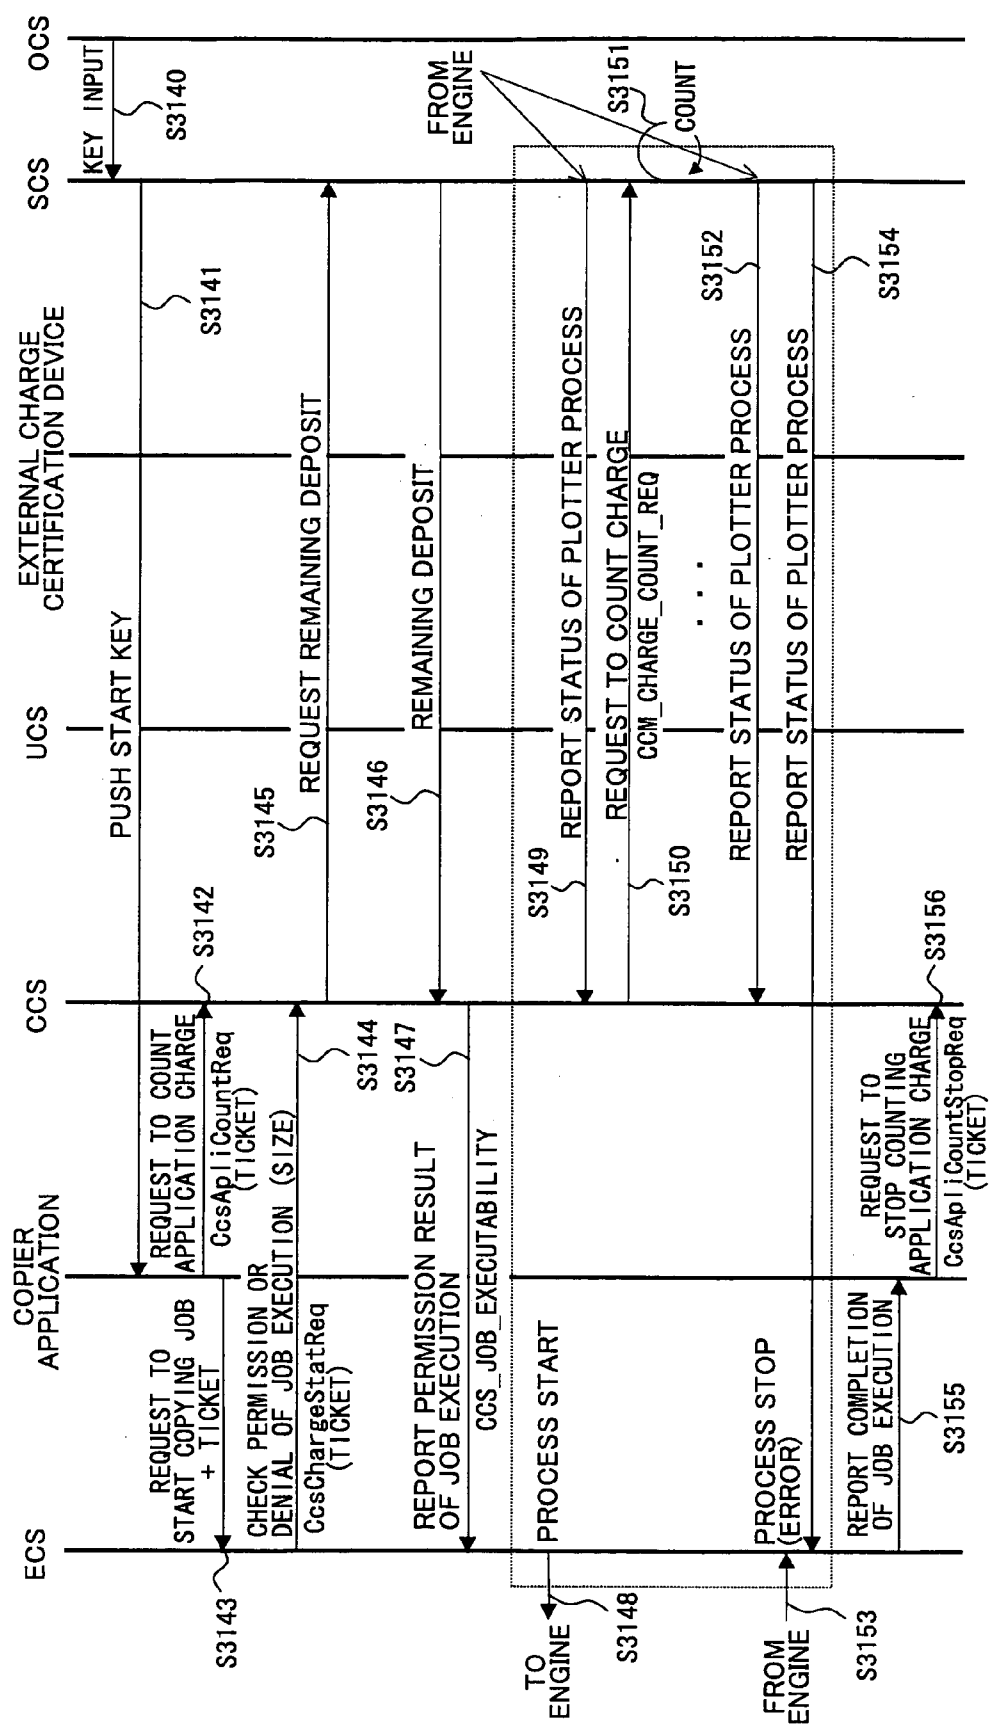 ECS
COPIER
APPLICATION
CCS
UCS
EXTERNAL CHARGE
CERTIFICATION DEVICE
SCS
OCS
KEY INPUT
S3140
PUSH START KEY
S3141
REQUEST TO COUNT
APPLICATION CHARGE
CcsApliCountReq
(TICKET)
S3142
REQUEST TO
START COPYING JOB
+ TICKET
S3143
CHECK PERMISSION OR
DENIAL OF JOB EXECUTION (SIZE)
CcsChargeStatReq
(TICKET)
S3144
REQUEST REMAINING DEPOSIT
S3145
REMAINING DEPOSIT
S3146
REPORT PERMISSION RESULT
OF JOB EXECUTION
CCS_JOB_EXECUTABILITY
S3147
PROCESS START
TO
ENGINE
S3148
FROM
ENGINE
REPORT STATUS OF PLOTTER PROCESS
S3149
REQUEST TO COUNT CHARGE
CCM_CHARGE_COUNT_REQ
S3150
S3151
COUNT
. . .
REPORT STATUS OF PLOTTER PROCESS
S3152
PROCESS STOP
(ERROR)
FROM
ENGINE
S3153
REPORT STATUS OF PLOTTER PROCESS
S3154
REPORT COMPLETION
OF JOB EXECUTION
S3155
REQUEST TO
STOP COUNTING
APPLICATION CHARGE
CcsApliCountStopReq
(TICKET)
S3156